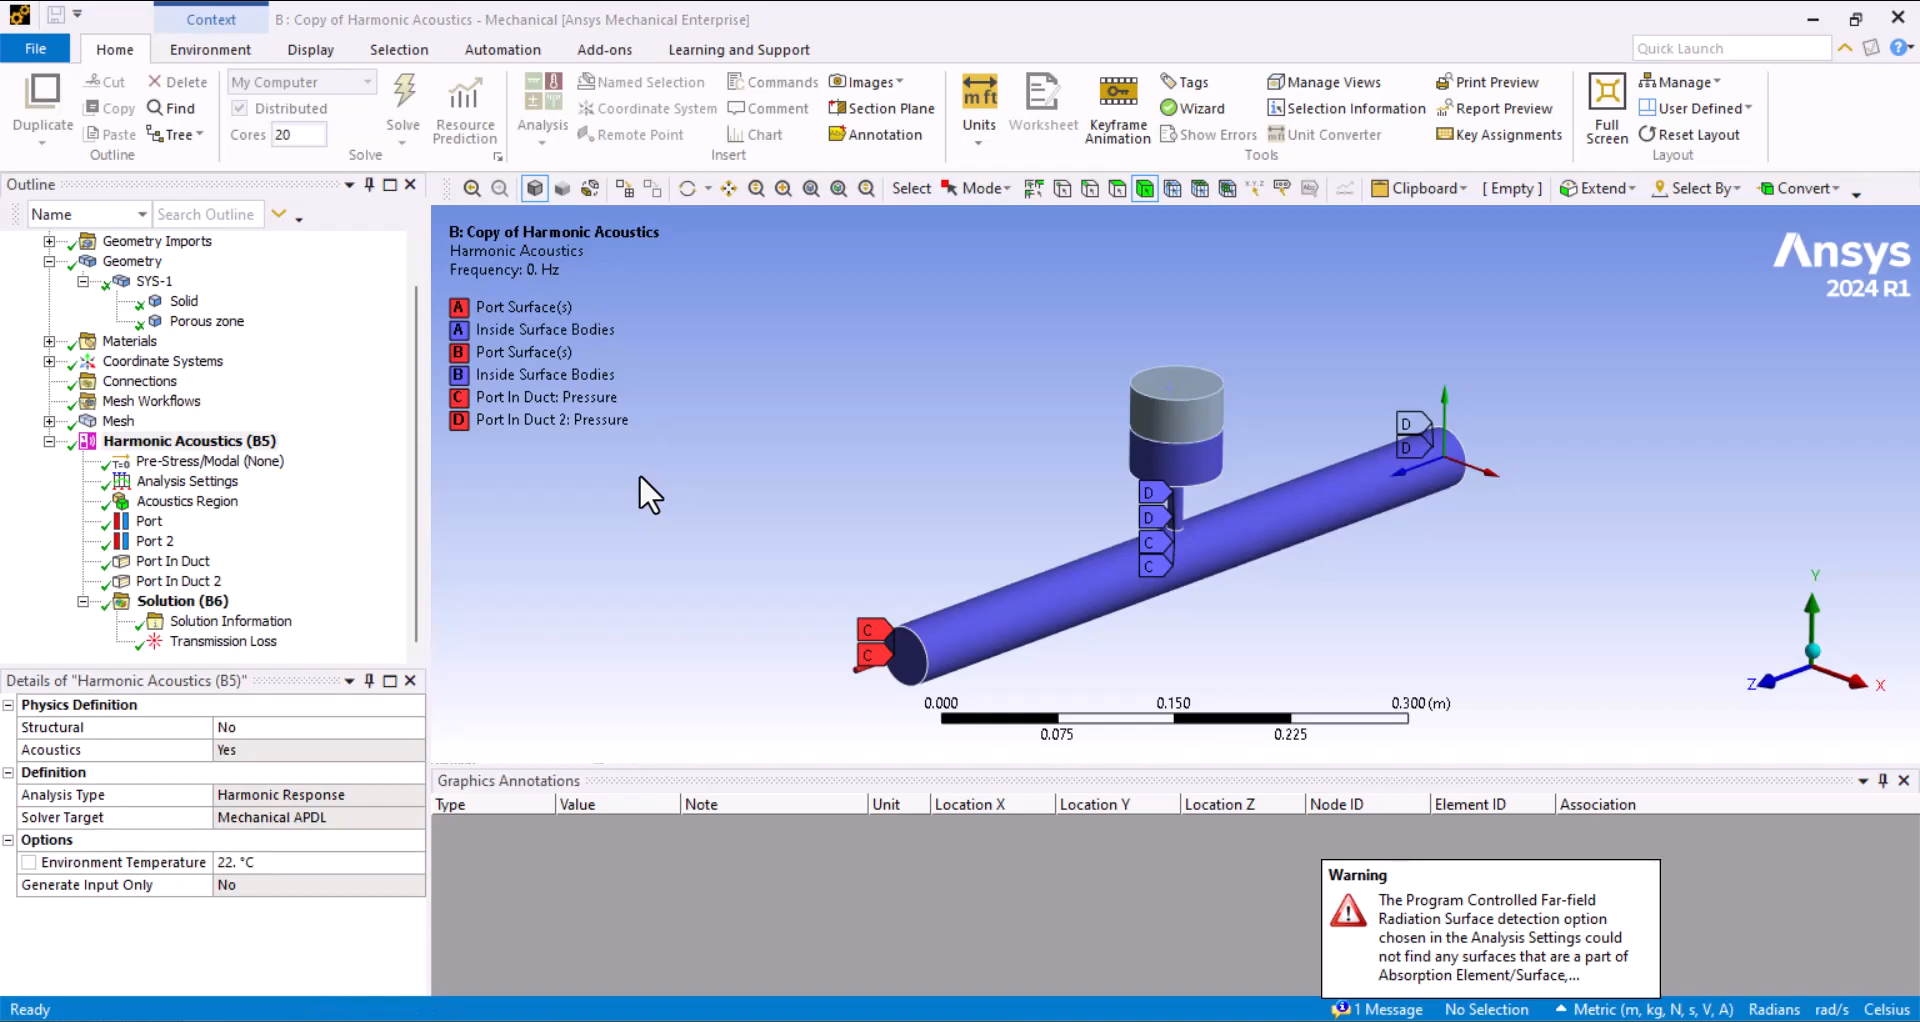 Context
B : Copy of Harmonic Acoustics - Mechanical [Ansys Mechanical Enterprise]
File Home Environment Display Selection Automation Add-ons Learning and Support
Quick Launch
Duplicate
Cut
Copy
Paste
Delete
Find
Tree
Outline
My Computer
Distributed
Cores 20
Solve
Resource
Prediction
Solve
Analysis
Named Selection
Coordinate System
Remote Point
Commands
Comment
Chart
Images
Section Plane
Annotation
Insert
Units
Worksheet
Keyframe
Animation
Tags
Wizard
Show Errors
Manage Views
Selection Information
Unit Converter
Print Preview
Report Preview
Key Assignments
Tools
Full
Screen
Manage
User Defined
Reset Layout
Layout
Outline
Select Mode Clipboard [ Empty ] Extend Select By Convert
Name Search Outline
Geometry Imports
Geometry
SYS-1
Solid
Porous zone
Materials
Coordinate Systems
Connections
Mesh Workflows
Mesh
Harmonic Acoustics (B5)
Pre-Stress/Modal (None)
Analysis Settings
Acoustics Region
Port
Port 2
Port In Duct
Port In Duct 2
Solution (B6)
Solution Information
Transmission Loss
Details of "Harmonic Acoustics (B5)"
Physics Definition
Structural No
Acoustics Yes
Definition
Analysis Type Harmonic Response
Solver Target Mechanical APDL
Options
Environment Temperature 22. °C
Generate Input Only No
B: Copy of Harmonic Acoustics
Harmonic Acoustics
Frequency: 0. Hz
A Port Surface(s)
A Inside Surface Bodies
B Port Surface(s)
B Inside Surface Bodies
C Port In Duct: Pressure
D Port In Duct 2: Pressure
Ansys
2024 R1
D
D
D
D
C
C
C
C
0.000 0.150 0.300 (m)
0.075 0.225
Y
Z X
Graphics Annotations
Type Value Note Unit Location X Location Y Location Z Node ID Element ID Association
Warning
The Program Controlled Far-field
Radiation Surface detection option
chosen in the Analysis Settings could
not find any surfaces that are a part of
Absorption Element/Surface,...
Ready 1 Message No Selection Metric (m, kg, N, s, V, A) Radians rad/s Celsius